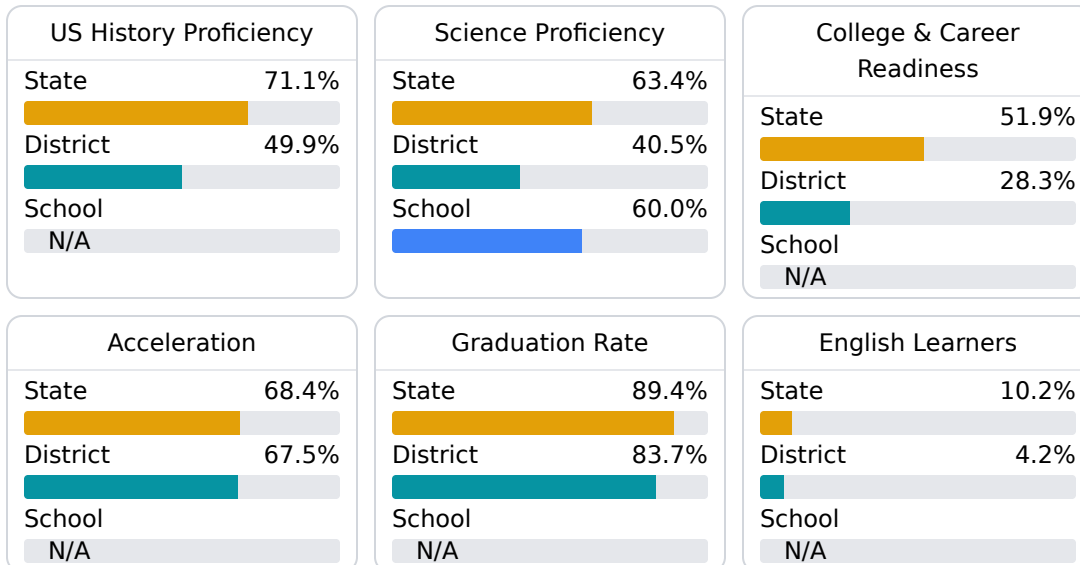 US History Proficiency
State 71.1%
District 49.9%
School
N/A
Science Proficiency
State 63.4%
District 40.5%
School 60.0%
College & Career
Readiness
State 51.9%
District 28.3%
School
N/A
Acceleration
State 68.4%
District 67.5%
School
N/A
Graduation Rate
State 89.4%
District 83.7%
School
N/A
English Learners
State 10.2%
District 4.2%
School
N/A